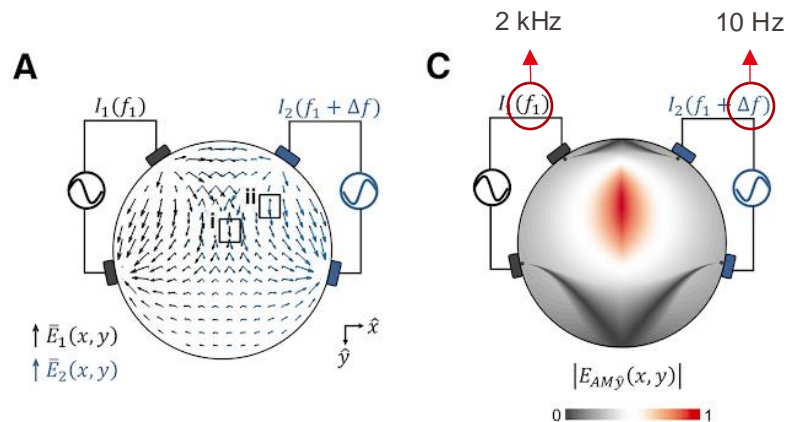 2 kHz
10 Hz
A
C
I₁(f₁)
I₂(f₁ + Δf)
I₁(f₁)
I₂(f₁ + Δf)
ii
i
Ē₁(x, y)
Ē₂(x, y)
x̂
ŷ
|E_AMŷ(x, y)|
0
1